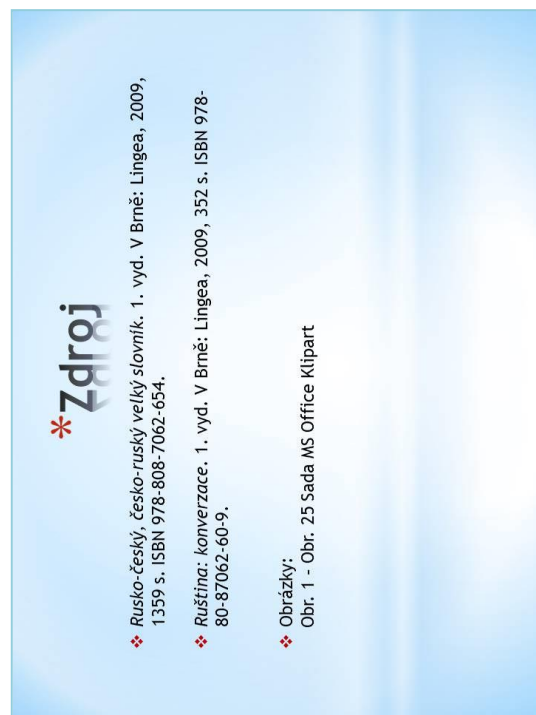 *Zdroj
❖ Rusko-český, česko-ruský velký slovník. 1. vyd. V Brně: Lingea, 2009,
1359 s. ISBN 978-808-7062-654.
❖ Ruština: konverzace. 1. vyd. V Brně: Lingea, 2009, 352 s. ISBN 978-
80-87062-60-9.
❖ Obrázky:
Obr. 1 - Obr. 25 Sada MS Office Klipart